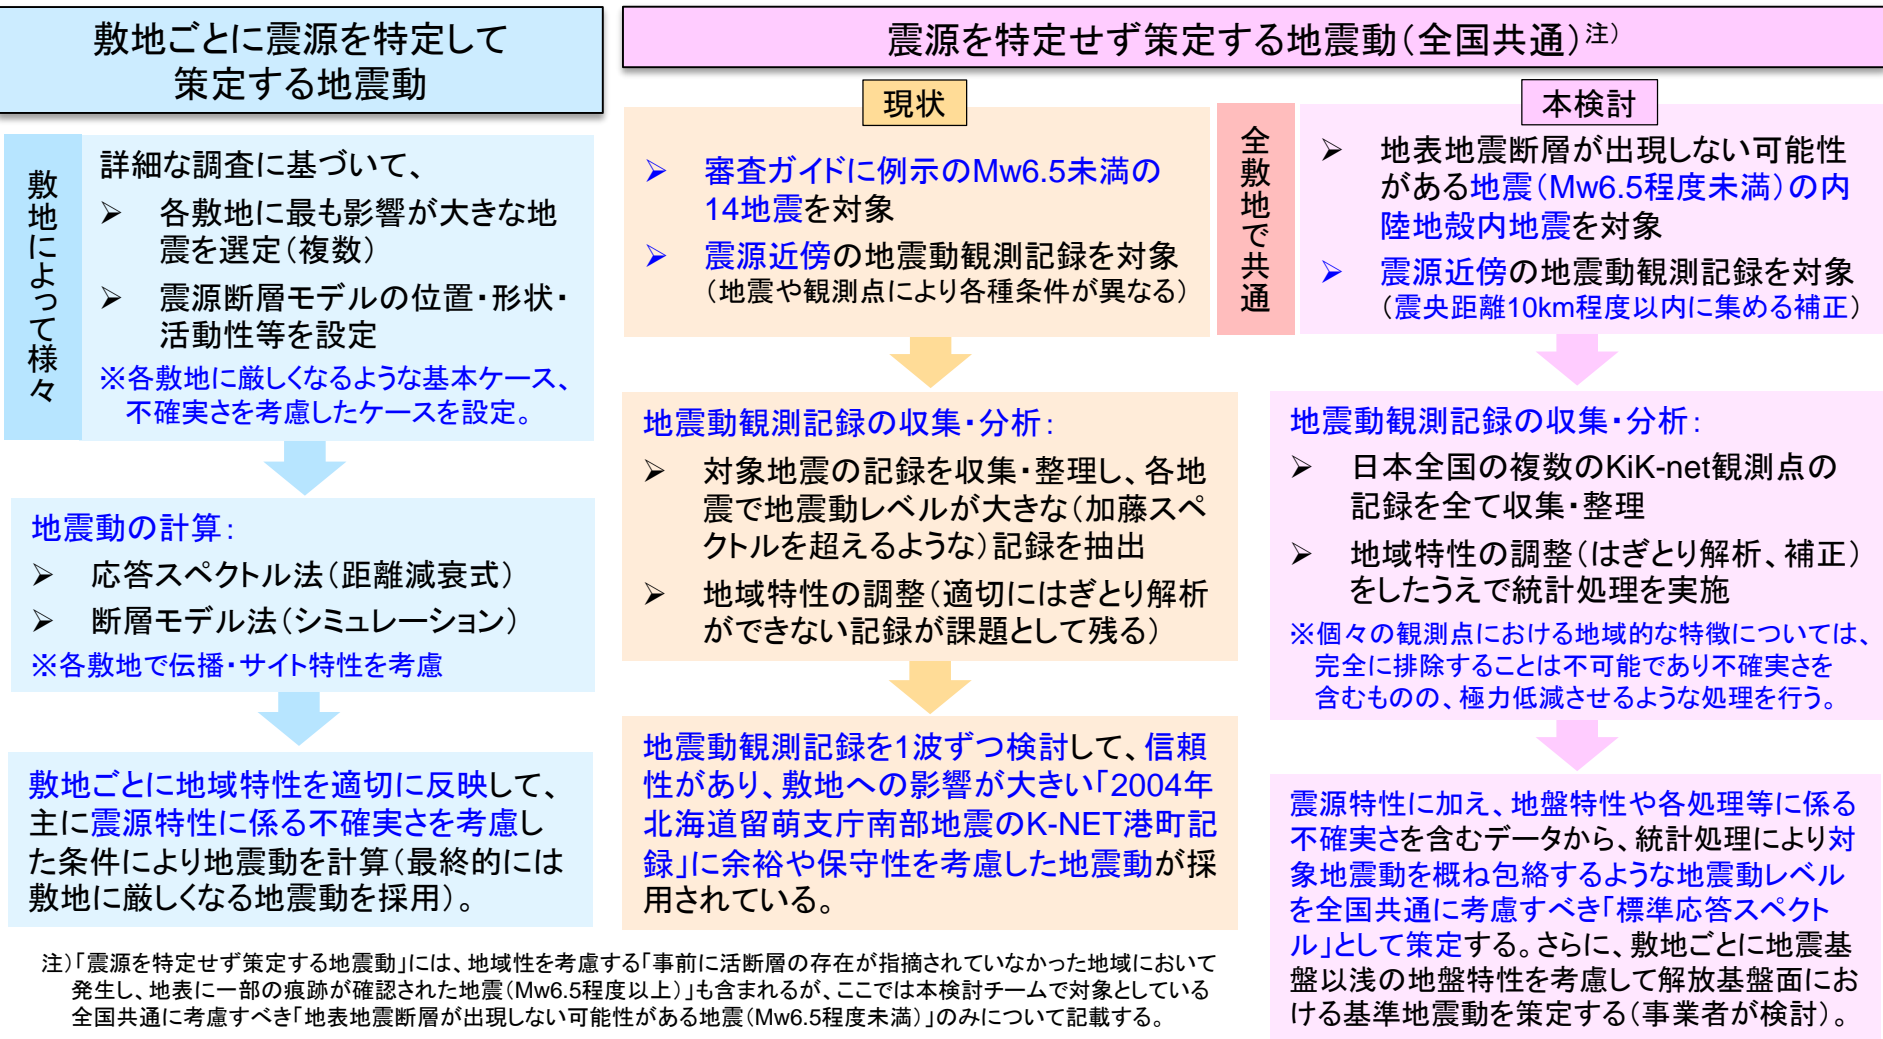 敷地ごとに震源を特定して
策定する地震動
敷地によって様々
詳細な調査に基づいて、
➢ 各敷地に最も影響が大きな地
震を選定（複数）
➢ 震源断層モデルの位置・形状・
活動性等を設定
※各敷地に厳しくなるような基本ケース、
不確実さを考慮したケースを設定。
地震動の計算：
➢ 応答スペクトル法（距離減衰式）
➢ 断層モデル法（シミュレーション）
※各敷地で伝播・サイト特性を考慮
敷地ごとに地域特性を適切に反映して、
主に震源特性に係る不確実さを考慮し
た条件により地震動を計算（最終的には
敷地に厳しくなる地震動を採用）。
震源を特定せず策定する地震動（全国共通）注）
現状
➢ 審査ガイドに例示のMw6.5未満の
14地震を対象
➢ 震源近傍の地震動観測記録を対象
（地震や観測点により各種条件が異なる）
地震動観測記録の収集・分析：
➢ 対象地震の記録を収集・整理し、各地
震で地震動レベルが大きな（加藤スペ
クトルを超えるような）記録を抽出
➢ 地域特性の調整（適切にはぎとり解析
ができない記録が課題として残る）
地震動観測記録を1波ずつ検討して、信頼
性があり、敷地への影響が大きい「2004年
北海道留萌支庁南部地震のK-NET港町記
録」に余裕や保守性を考慮した地震動が採
用されている。
全敷地で共通
本検討
➢ 地表地震断層が出現しない可能性
がある地震（Mw6.5程度未満）の内
陸地殻内地震を対象
➢ 震源近傍の地震動観測記録を対象
（震央距離10km程度以内に集める補正）
地震動観測記録の収集・分析：
➢ 日本全国の複数のKiK-net観測点の
記録を全て収集・整理
➢ 地域特性の調整（はぎとり解析、補正）
をしたうえで統計処理を実施
※個々の観測点における地域的な特徴については、
完全に排除することは不可能であり不確実さを
含むものの、極力低減させるような処理を行う。
震源特性に加え、地盤特性や各処理等に係る
不確実さを含むデータから、統計処理により対
象地震動を概ね包絡するような地震動レベル
を全国共通に考慮すべき「標準応答スペクト
ル」として策定する。さらに、敷地ごとに地震基
盤以浅の地盤特性を考慮して解放基盤面にお
ける基準地震動を策定する（事業者が検討）。
注）「震源を特定せず策定する地震動」には、地域性を考慮する「事前に活断層の存在が指摘されていなかった地域において
発生し、地表に一部の痕跡が確認された地震（Mw6.5程度以上）」も含まれるが、ここでは本検討チームで対象としている
全国共通に考慮すべき「地表地震断層が出現しない可能性がある地震（Mw6.5程度未満）」のみについて記載する。